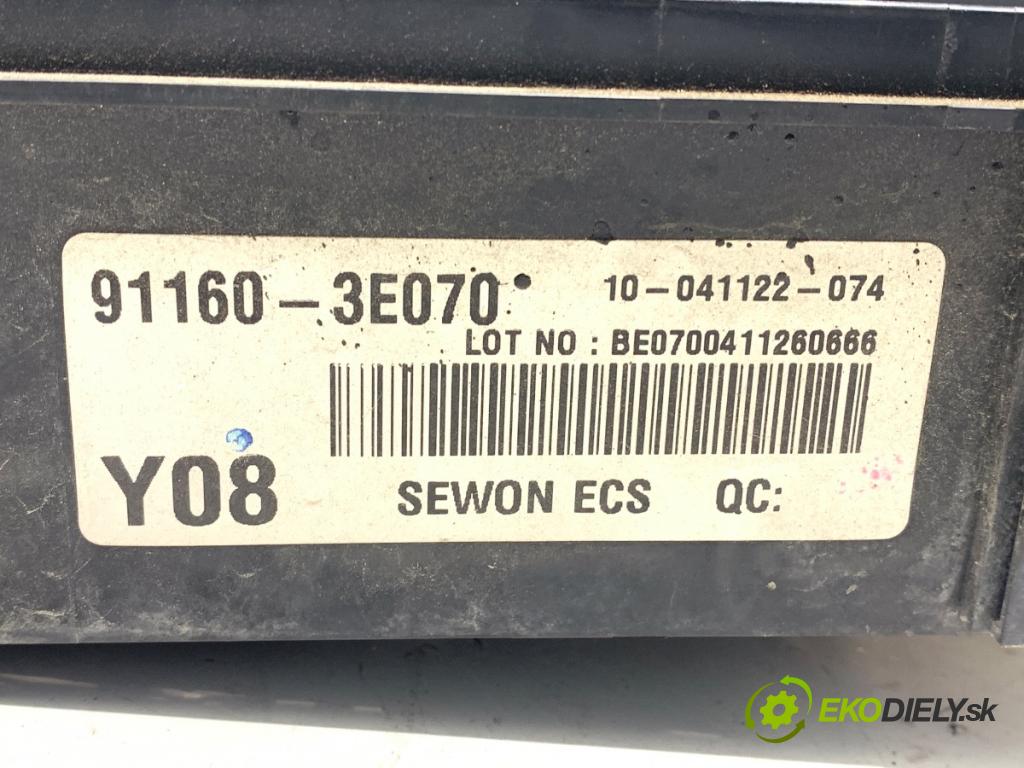 91160-3E070 10-041122-074
LOT NO : BE0700411260666
Y08 SEWON ECS QC:
EKODIELY.sk